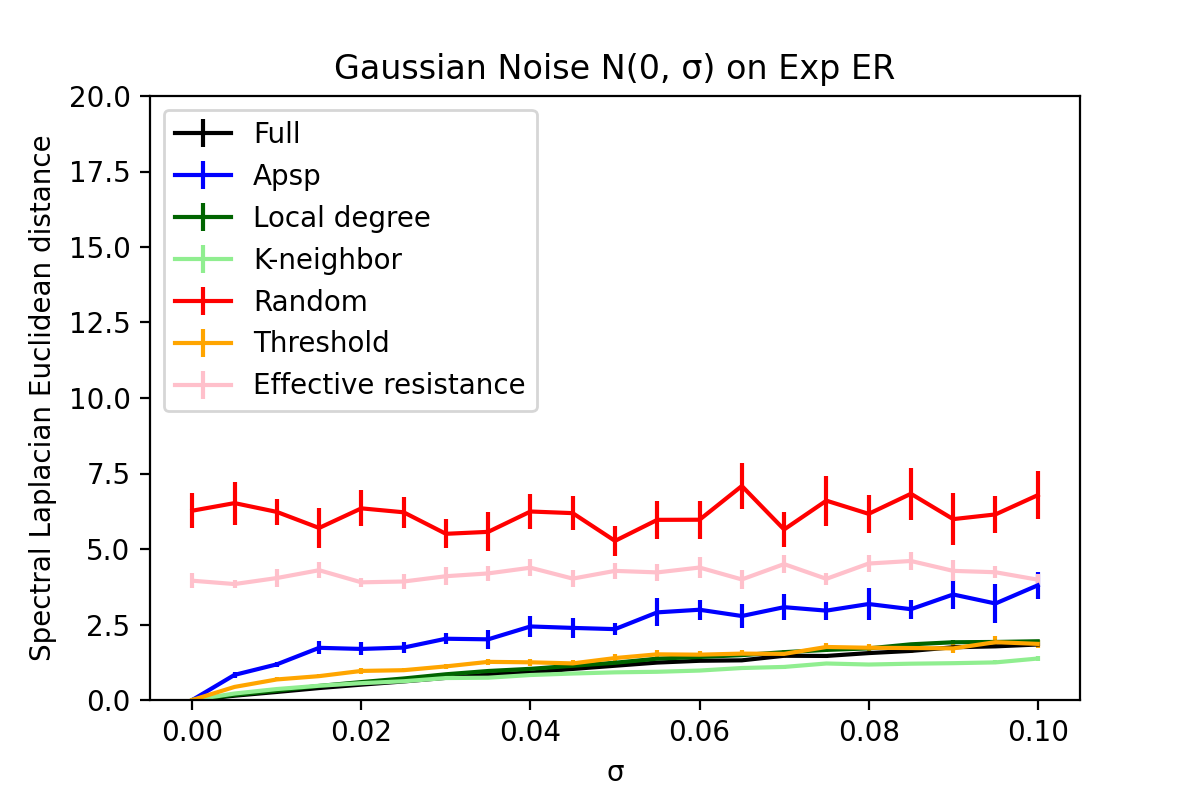 Gaussian Noise N(0, σ) on Exp ER
Spectral Laplacian Euclidean distance
20.0
17.5
15.0
12.5
10.0
7.5
5.0
2.5
0.0
Full
Apsp
Local degree
K-neighbor
Random
Threshold
Effective resistance
0.00 0.02 0.04 0.06 0.08 0.10
σ